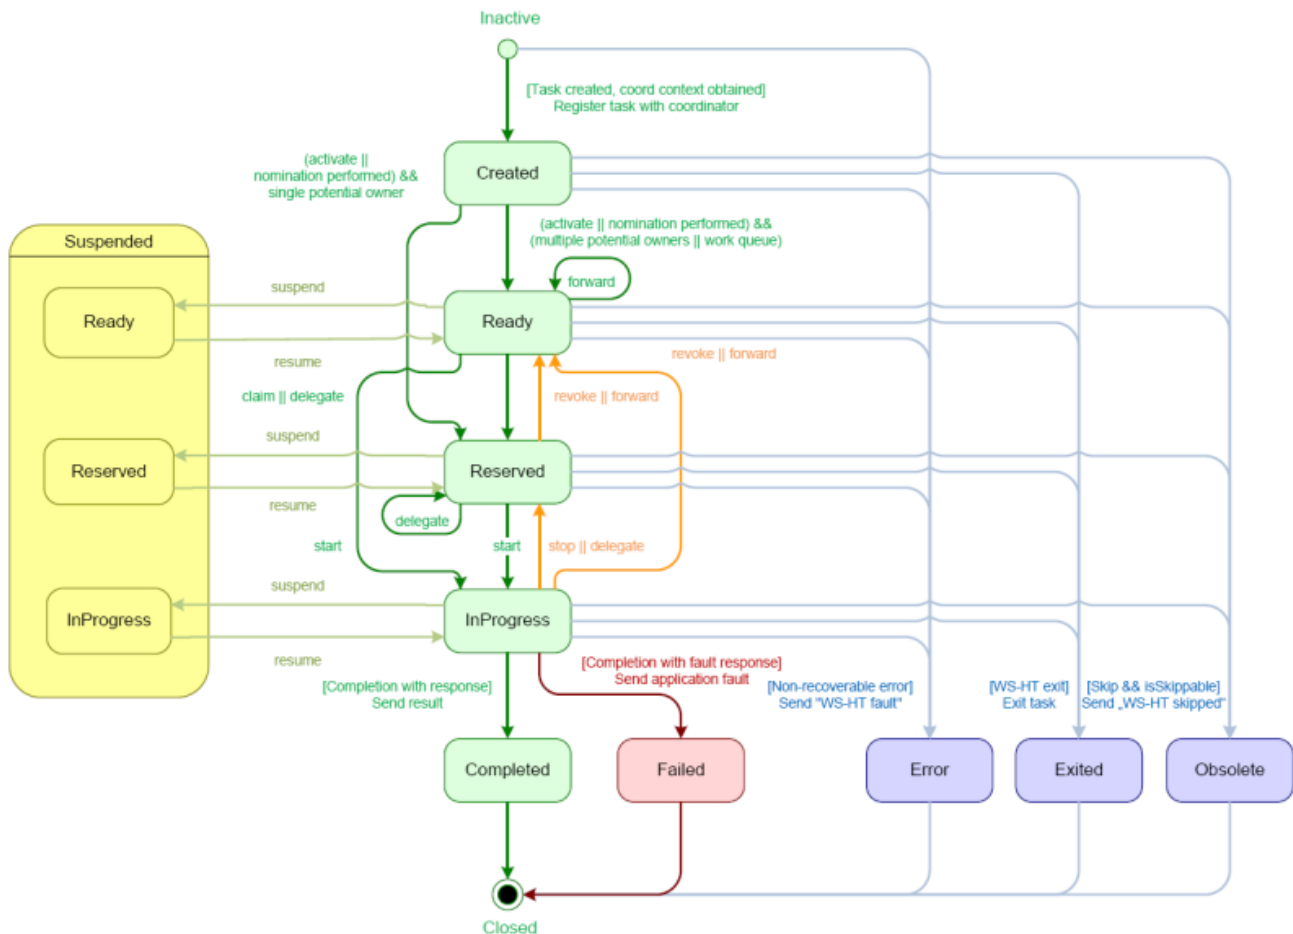 Inactive
[Task created, coord context obtained]
Register task with coordinator
Created
(activate ||
nomination performed) &&
single potential owner
(activate || nomination performed) &&
(multiple potential owners || work queue)
Suspended
forward
suspend
Ready
Ready
resume
revoke || forward
claim || delegate
revoke || forward
suspend
Reserved
Reserved
resume
delegate
start
start
stop || delegate
suspend
InProgress
InProgress
resume
[Completion with response]
Send result
[Completion with fault response]
Send application fault
[Non-recoverable error]
Send "WS-HT fault"
[WS-HT exit]
Exit task
[Skip && isSkippable]
Send „WS-HT skipped"
Completed
Failed
Error
Exited
Obsolete
Closed